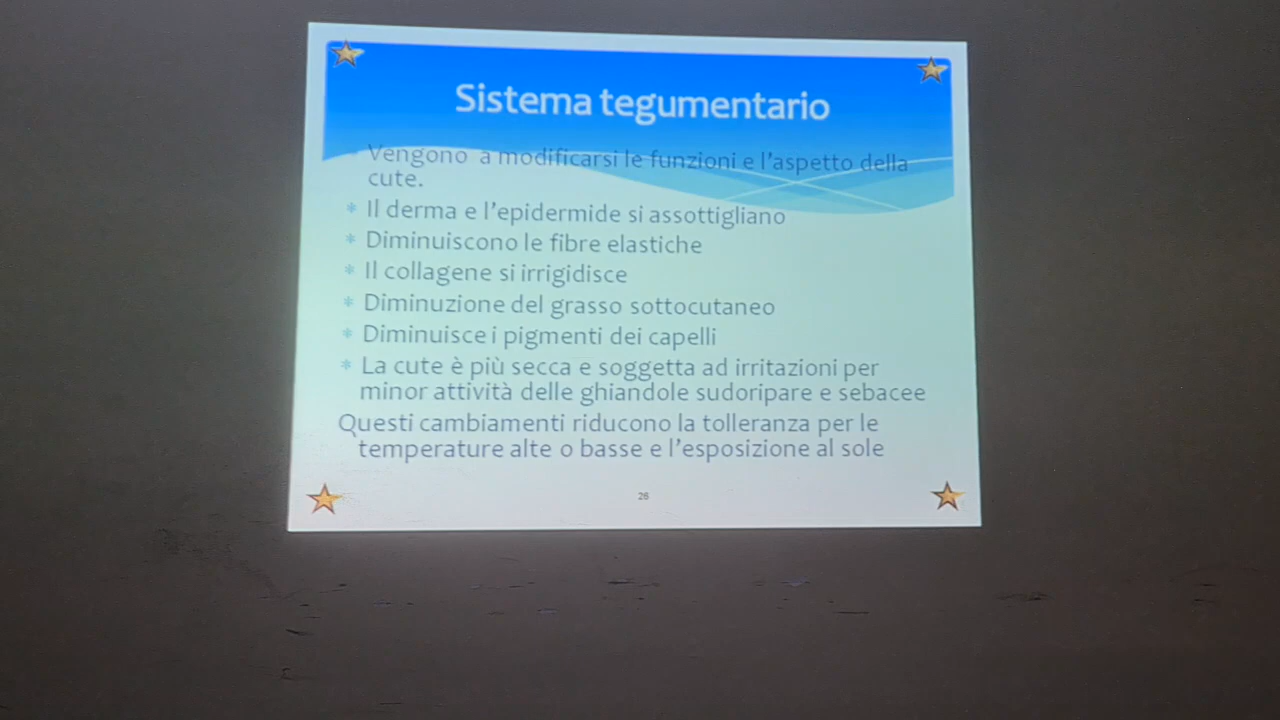 Sistema tegumentario
Vengono a modificarsi le funzioni e l'aspetto della
cute.
Il derma e l'epidermide si assottigliano
Diminuiscono le fibre elastiche
Il collagene si irrigidisce
Diminuzione del grasso sottocutaneo
Diminuisce i pigmenti dei capelli
La cute è più secca e soggetta ad irritazioni per
minor attività delle ghiandole sudoripare e sebacee
Questi cambiamenti riducono la tolleranza per le
temperature alte o basse e l'esposizione al sole
26